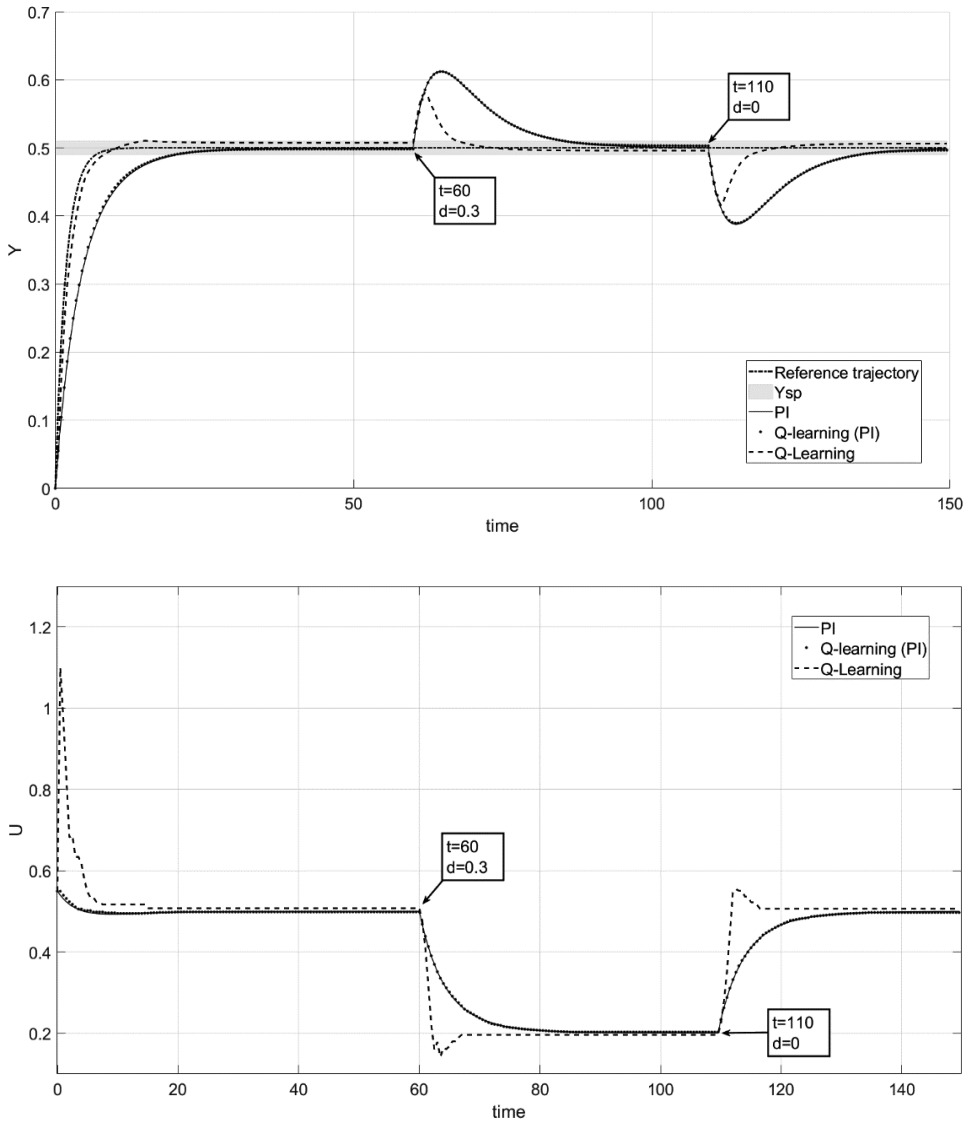 0.7
0.6
0.5
0.4
0.3
0.2
0.1
0
Y
t=110
d=0
t=60
d=0.3
Reference trajectory
Ysp
PI
Q-learning (PI)
Q-Learning
0
50
100
150
time
1.2
1
0.8
0.6
0.4
0.2
U
PI
Q-learning (PI)
Q-Learning
t=60
d=0.3
t=110
d=0
0
20
40
60
80
100
120
140
time